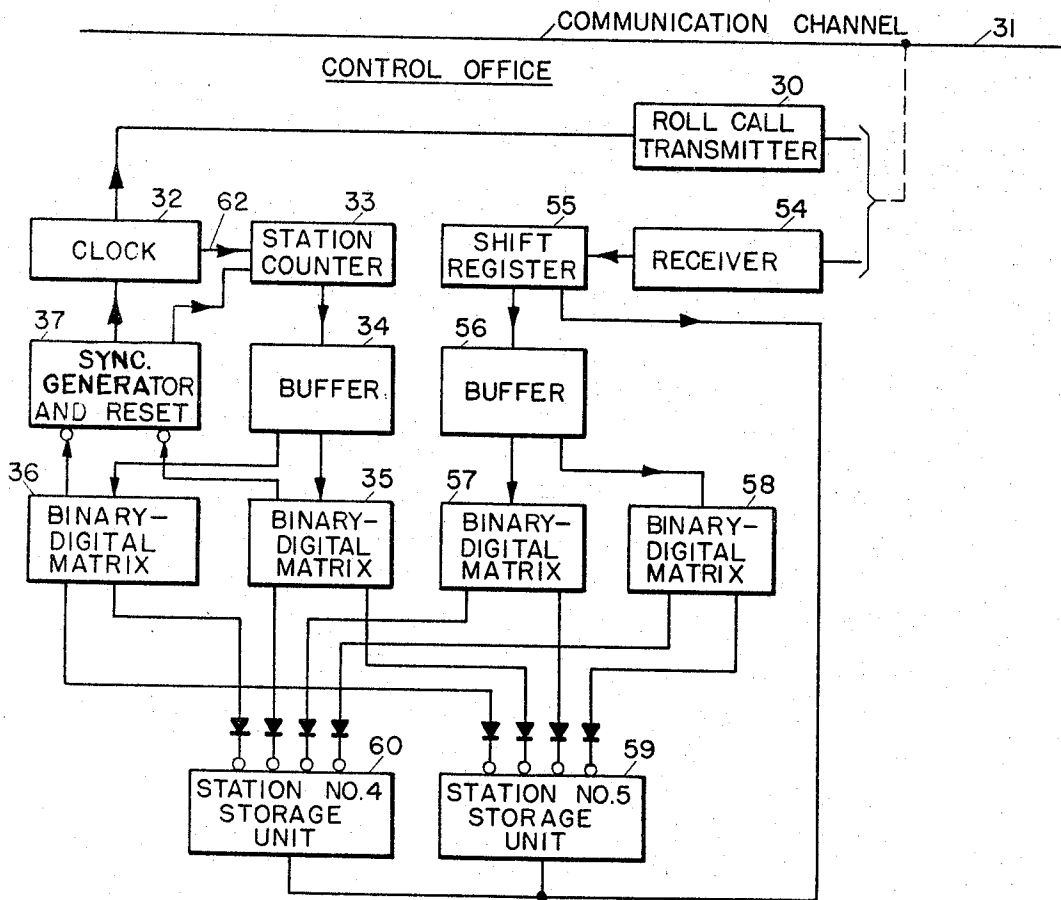 COMMUNICATION CHANNEL
31
CONTROL OFFICE
30
ROLL CALL
TRANSMITTER
32
62
CLOCK
33
STATION
COUNTER
55
SHIFT
REGISTER
54
RECEIVER
37
SYNC.
GENERATOR
AND RESET
34
BUFFER
56
BUFFER
36
BINARY-
DIGITAL
MATRIX
35
BINARY-
DIGITAL
MATRIX
57
BINARY-
DIGITAL
MATRIX
58
BINARY-
DIGITAL
MATRIX
60
STATION NO.4
STORAGE
UNIT
59
STATION NO.5
STORAGE
UNIT